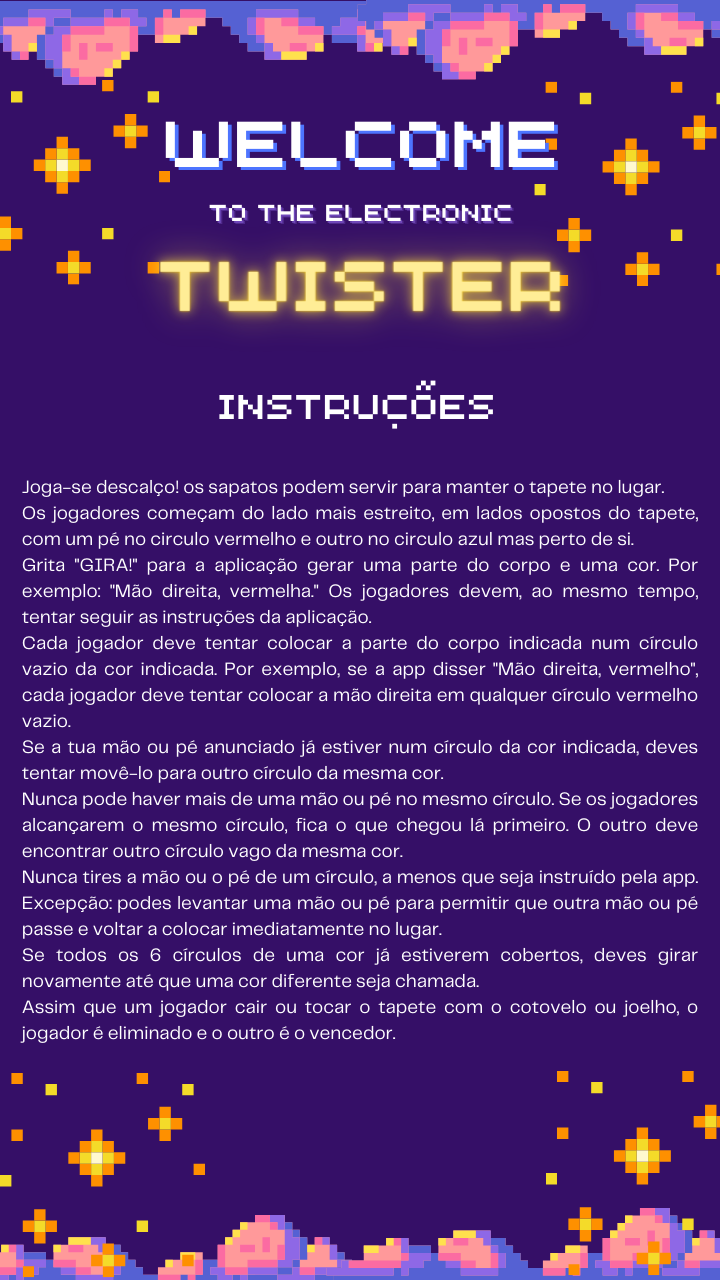 WELCOME
TO THE ELECTRONIC
TWISTER
INSTRUÇÕES
Joga-se descalço! os sapatos podem servir para manter o tapete no lugar.
Os jogadores começam do lado mais estreito, em lados opostos do tapete,
com um pé no circulo vermelho e outro no circulo azul mas perto de si.
Grita "GIRA!" para a aplicação gerar uma parte do corpo e uma cor. Por
exemplo: "Mão direita, vermelha." Os jogadores devem, ao mesmo tempo,
tentar seguir as instruções da aplicação.
Cada jogador deve tentar colocar a parte do corpo indicada num círculo
vazio da cor indicada. Por exemplo, se a app disser "Mão direita, vermelho",
cada jogador deve tentar colocar a mão direita em qualquer círculo vermelho
vazio.
Se a tua mão ou pé anunciado já estiver num círculo da cor indicada, deves
tentar movê-lo para outro círculo da mesma cor.
Nunca pode haver mais de uma mão ou pé no mesmo círculo. Se os jogadores
alcançarem o mesmo círculo, fica o que chegou lá primeiro. O outro deve
encontrar outro círculo vago da mesma cor.
Nunca tires a mão ou o pé de um círculo, a menos que seja instruído pela app.
Excepção: podes levantar uma mão ou pé para permitir que outra mão ou pé
passe e voltar a colocar imediatamente no lugar.
Se todos os 6 círculos de uma cor já estiverem cobertos, deves girar
novamente até que uma cor diferente seja chamada.
Assim que um jogador cair ou tocar o tapete com o cotovelo ou joelho, o
jogador é eliminado e o outro é o vencedor.